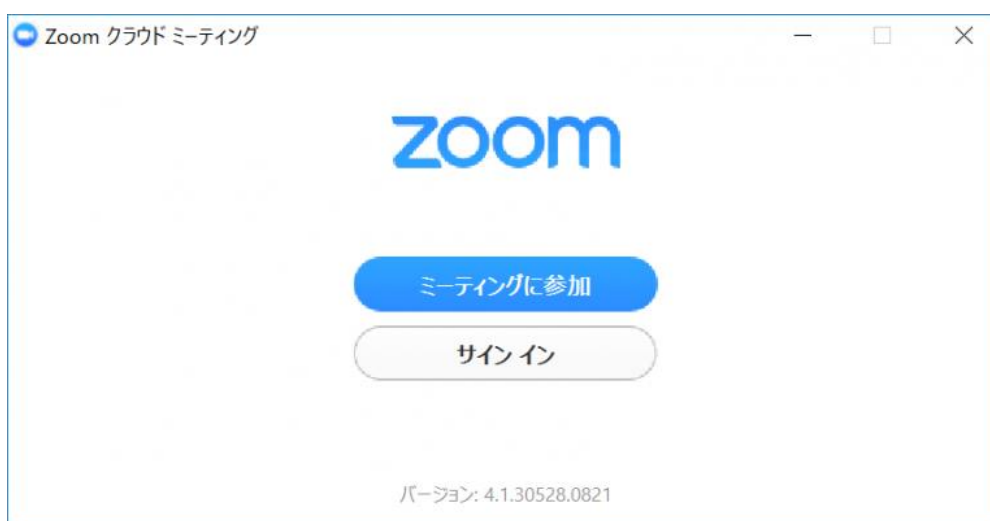 Zoom クラウド ミーティング
zoom
ミーティングに参加
サイン イン
バージョン: 4.1.30528.0821